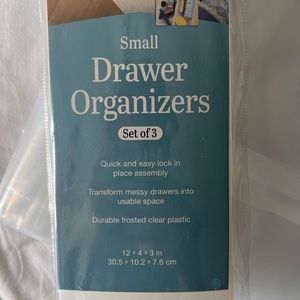 Small
Drawer
Organizers
Set of 3
Quick and easy lock in
place assembly
Transform messy drawers into
usable space
Durable frosted clear plastic
12 × 4 × 3 in
30.5 × 10.2 × 7.6 cm